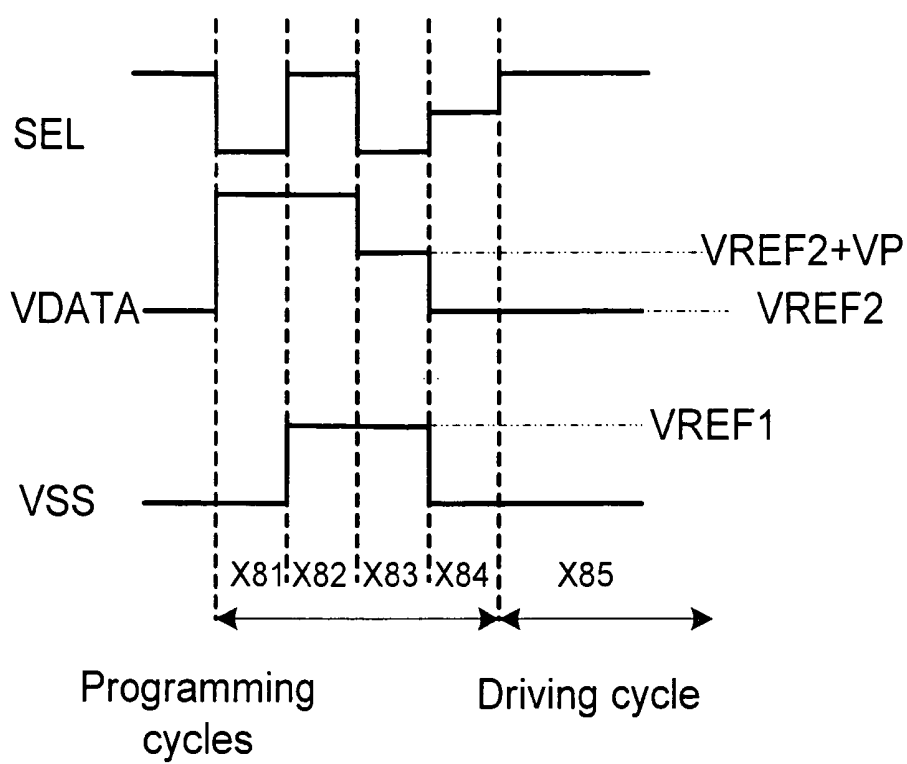 SEL
VREF2+VP
VDATA
VREF2
VREF1
VSS
X81 X82 X83 X84 X85
Programming
cycles
Driving cycle